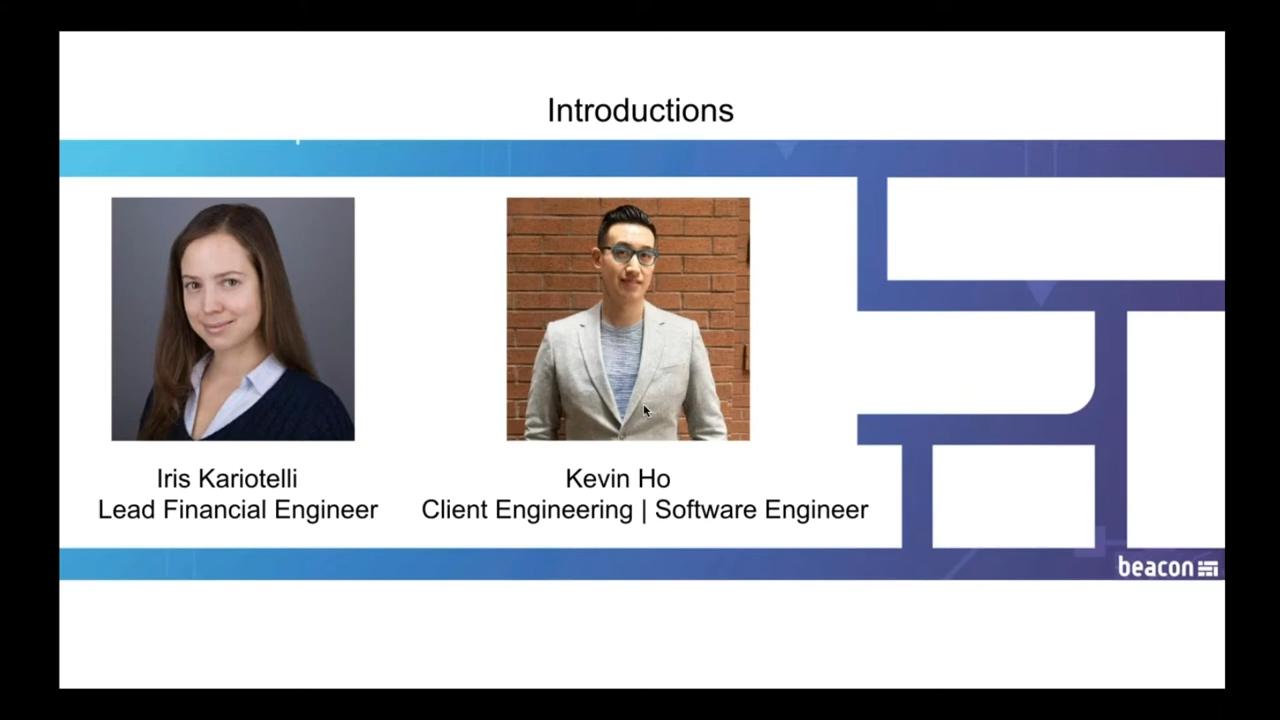 Introductions
Iris Kariotelli
Lead Financial Engineer
Kevin Ho
Client Engineering | Software Engineer
beacon